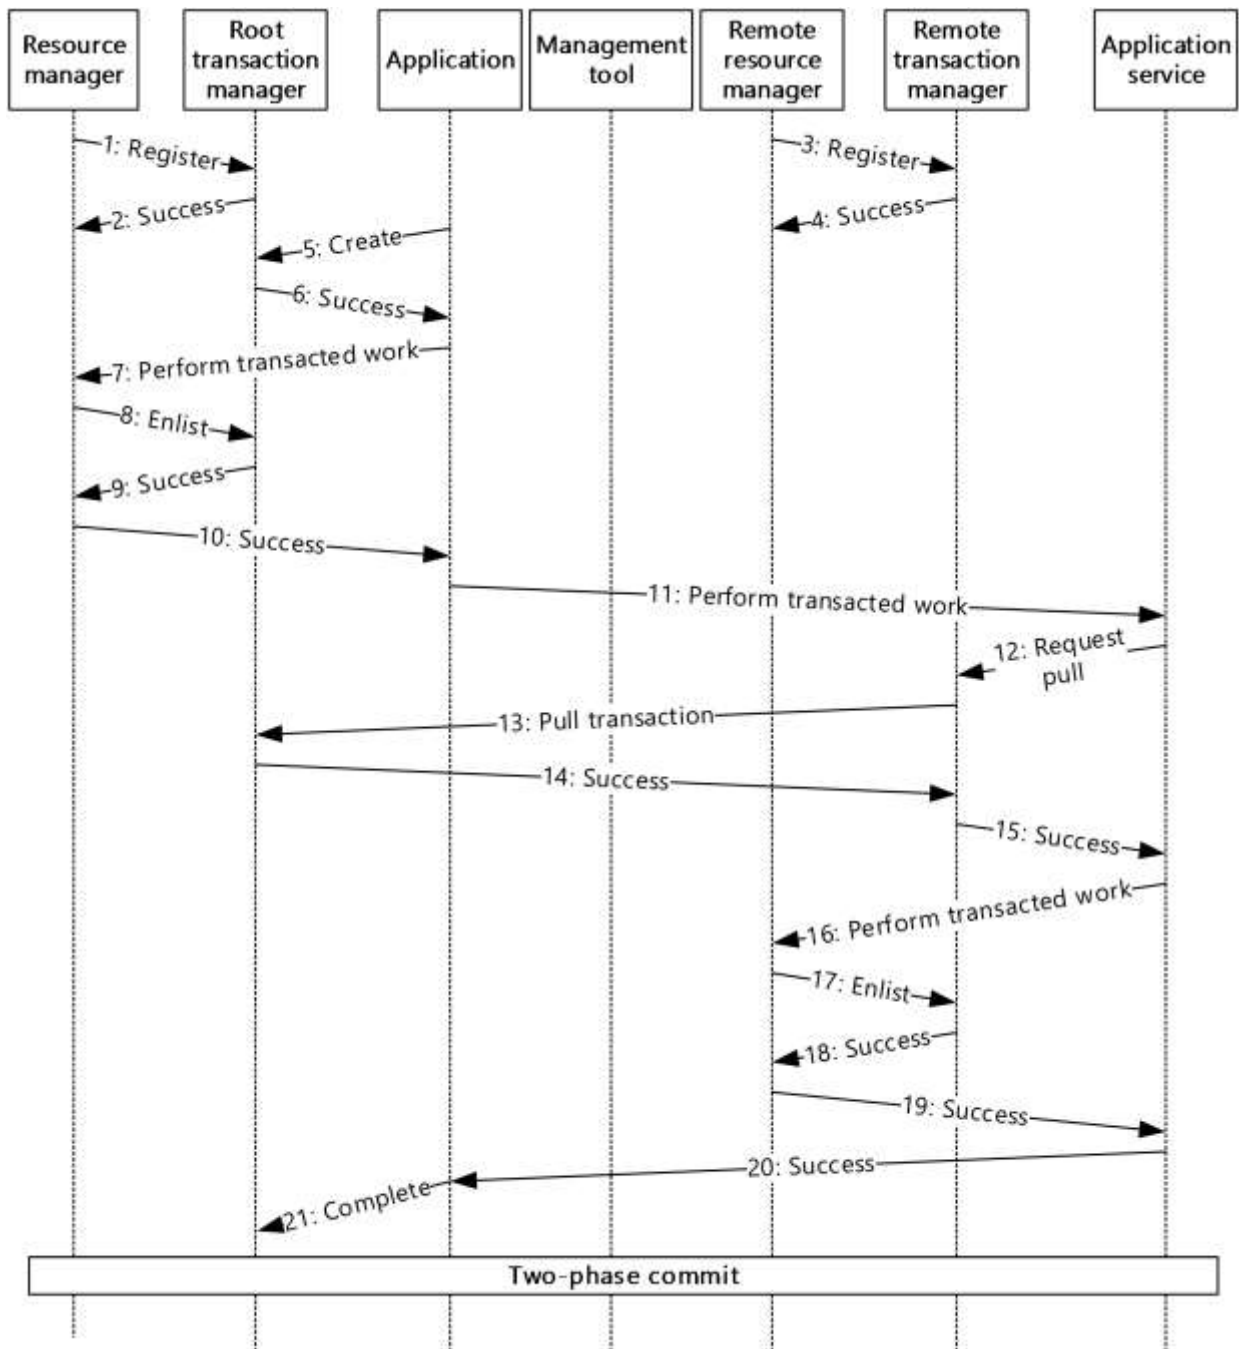 Resource
manager
Root
transaction
manager
Application
Management
tool
Remote
resource
manager
Remote
transaction
manager
Application
service
1: Register
3: Register
2: Success
4: Success
5: Create
6: Success
7: Perform transacted work
8: Enlist
9: Success
10: Success
11: Perform transacted work
12: Request
pull
13: Pull transaction
14: Success
15: Success
16: Perform transacted work
17: Enlist
18: Success
19: Success
20: Success
21: Complete
Two-phase commit